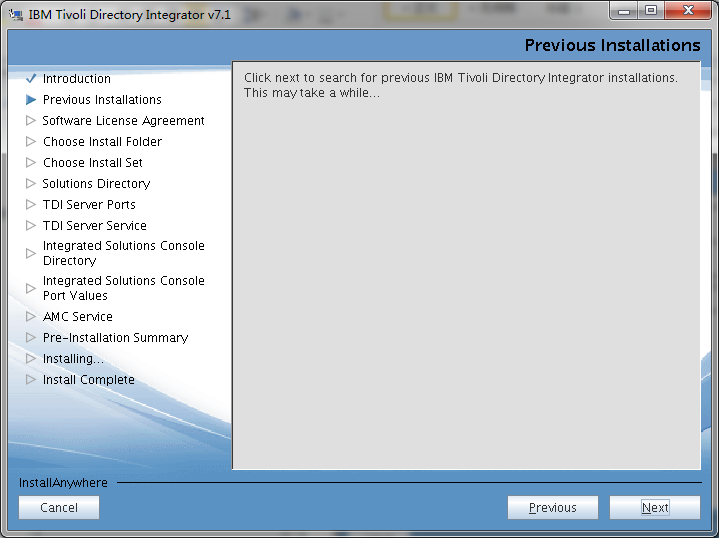 IBM Tivoli Directory Integrator v7.1
Previous Installations
Introduction
Previous Installations
Software License Agreement
Choose Install Folder
Choose Install Set
Solutions Directory
TDI Server Ports
TDI Server Service
Integrated Solutions Console
Directory
Integrated Solutions Console
Port Values
AMC Service
Pre-Installation Summary
Installing...
Install Complete
Click next to search for previous IBM Tivoli Directory Integrator installations.
This may take a while...
InstallAnywhere
Cancel
Previous
Next